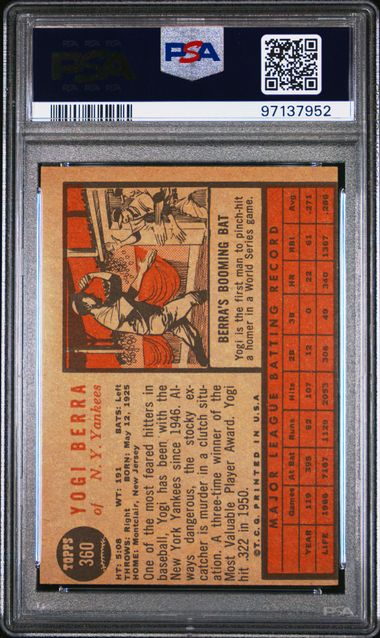 PSA
PSA
97137952
TOPPS
360
YOGI BERRA
of N. Y. Yankees
HT: 5:08 WT: 191 BATS: Left
THROWS: Right BORN: May 12, 1925
HOME: Montclair, New Jersey
One of the most feared hitters in
baseball, Yogi has been with the
New York Yankees since 1946. Al-
ways dangerous, the stocky ex-
catcher is murder in a clutch situ-
ation. A three-time winner of the
Most Valuable Player Award, Yogi
hit .322 in 1950.
© T. C. G. PRINTED IN U.S.A
BERRA'S BOOMING BAT
Yogi is the first man to pinch-hit
a homer in a World Series game.
MAJOR LEAGUE BATTING RECORD
Games At Bat Runs Hits 2B 3B HR RBI Avg.
YEAR 119 395 62 107 11 0 22 61 .271
LIFE 1986 7167 1129 2053 306 49 340 1367 .286
PSA